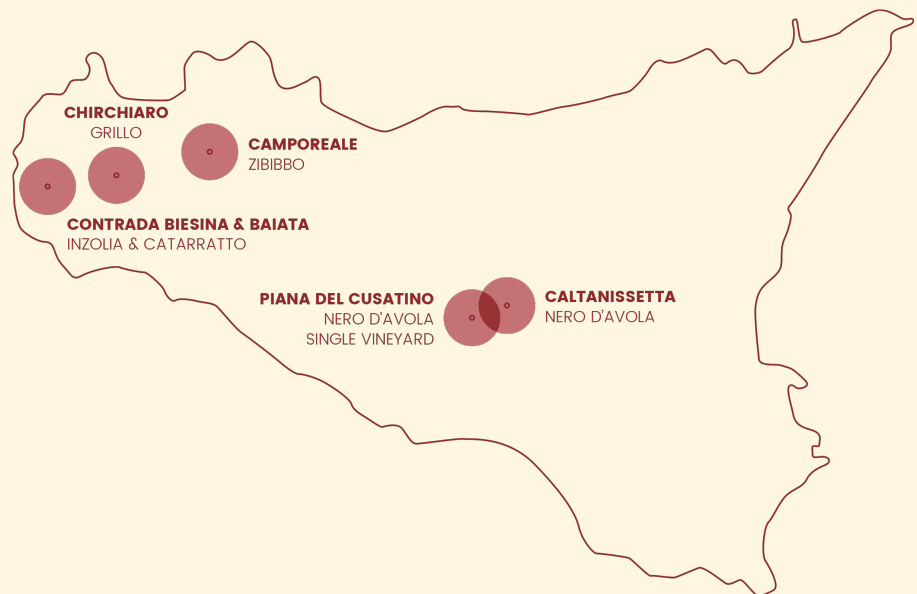 CHIRCHIARO
GRILLO
CAMPOREALE
ZIBIBBO
CONTRADA BIESINA & BAIATA
INZOLIA & CATARRATTO
PIANA DEL CUSATINO
NERO D'AVOLA
SINGLE VINEYARD
CALTANISSETTA
NERO D'AVOLA